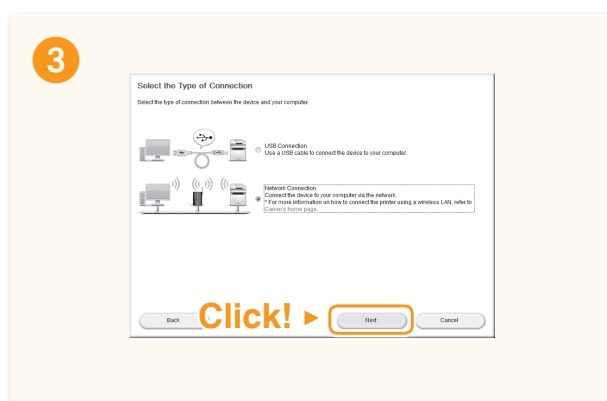 3
Select the Type of Connection
Select the type of connection between the device and your computer.
USB Connection
Use a USB cable to connect the device to your computer.
Network Connection
Connect the device to your computer via the network.
* For more information on how to connect the printer using a wireless LAN, refer to
Canon's home page.
Back
Click! ►
Next
Cancel